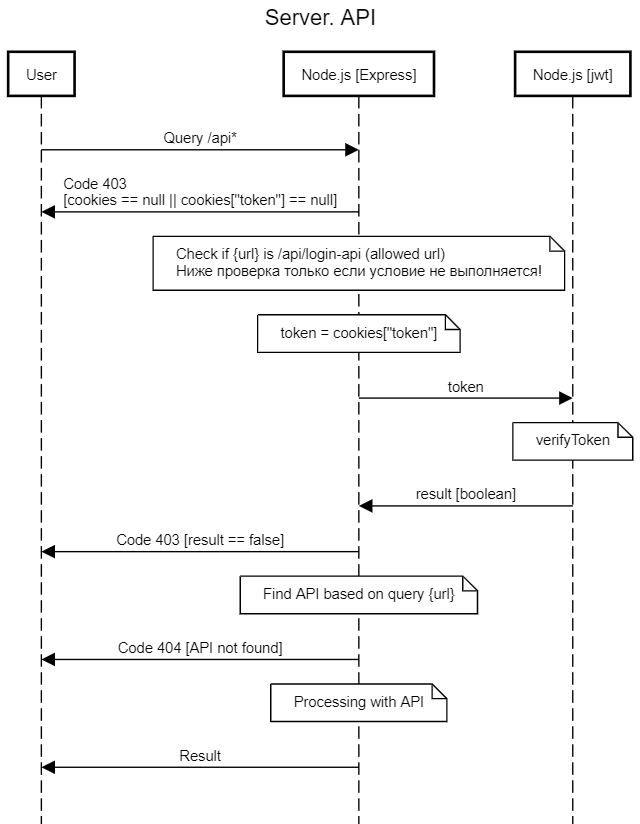 Server. API
User
Node.js [Express]
Node.js [jwt]
Query /api*
Code 403
[cookies == null || cookies["token"] == null]
Check if {url} is /api/login-api (allowed url)
Ниже проверка только если условие не выполняется!
token = cookies["token"]
token
verifyToken
result [boolean]
Code 403 [result == false]
Find API based on query {url}
Code 404 [API not found]
Processing with API
Result